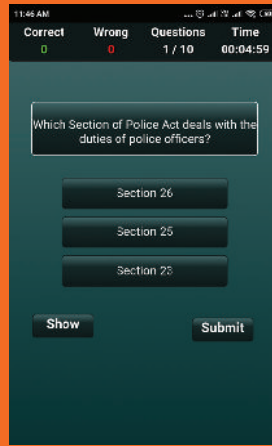 11:46 AM
Correct Wrong Questions Time
0 0 1 / 10 00:04:59
Which Section of Police Act deals with the
duties of police officers?
Section 26
Section 25
Section 23
Show Submit